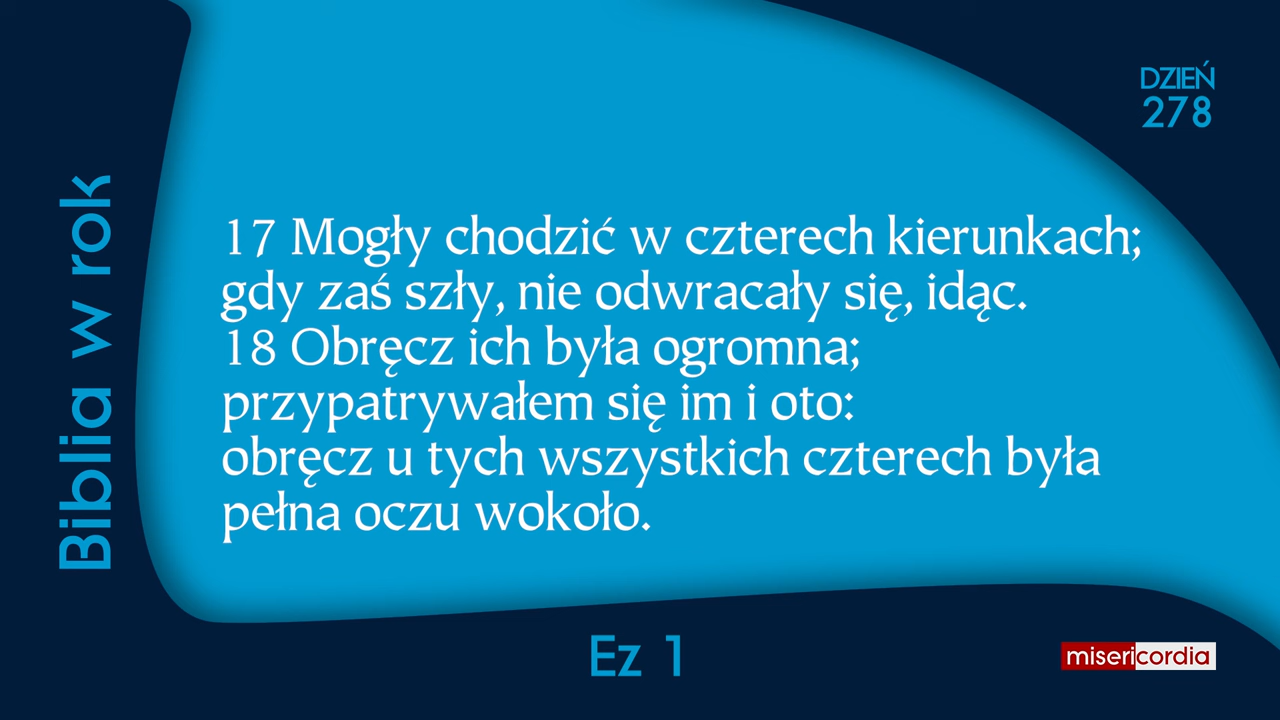 DZIEŃ
278
Biblia w rok
17 Mogły chodzić w czterech kierunkach;
gdy zaś szły, nie odwracały się, idąc.
18 Obręcz ich była ogromna;
przypatrywałem się im i oto:
obręcz u tych wszystkich czterech była
pełna oczu wokoło.
Ez 1
misericordia